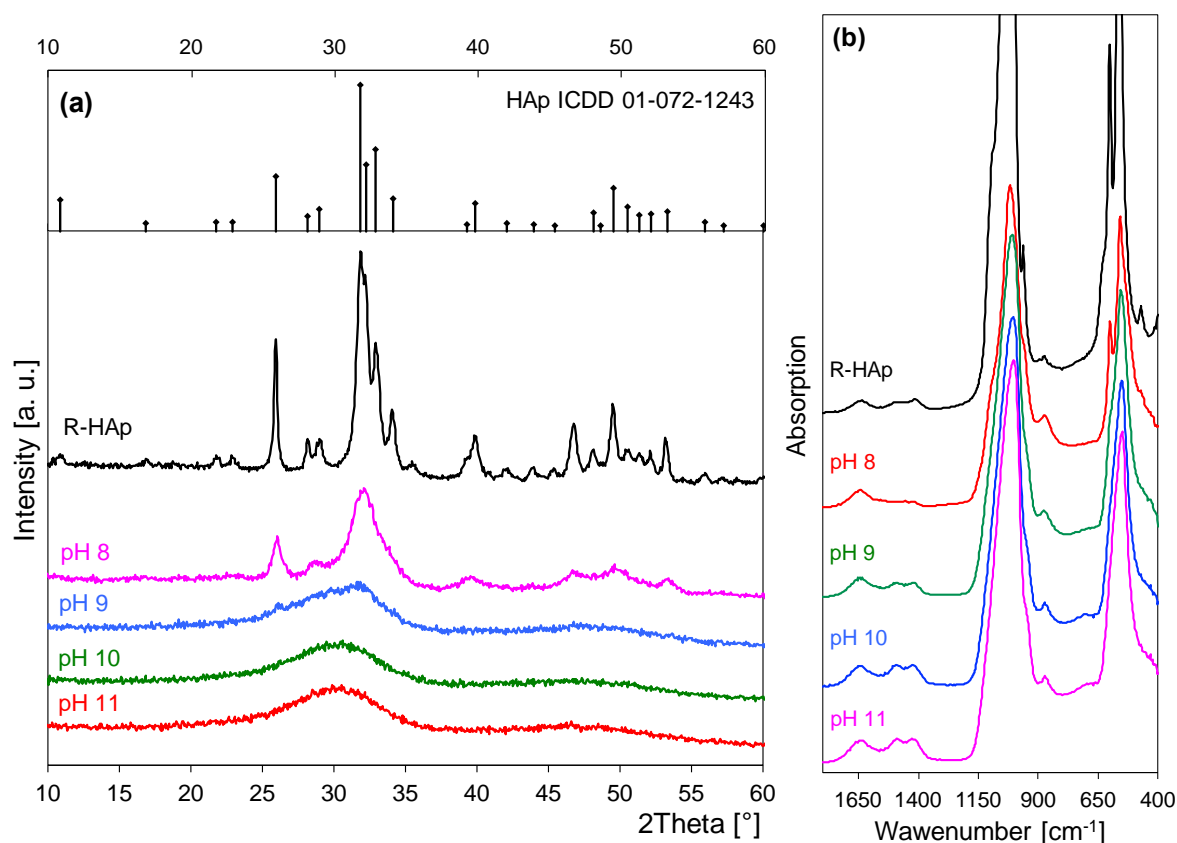 10 20 30 40 50 60
(a)
HAp ICDD 01-072-1243
R-HAp
pH 8
pH 9
pH 10
pH 11
Intensity [a. u.]
10 15 20 25 30 35 40 45 50 55 60
2Theta [°]
(b)
R-HAp
pH 8
pH 9
pH 10
pH 11
Absorption
1650 1400 1150 900 650 400
Wawenumber [cm⁻¹]